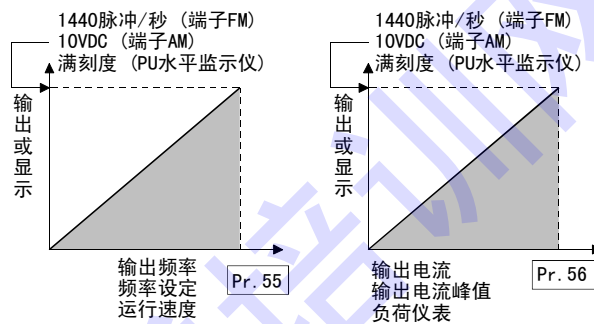 1440脉冲/秒 (端子FM)
10VDC (端子AM)
满刻度 (PU水平监示仪)
输出或显示
输出频率
频率设定
运行速度
Pr.55
1440脉冲/秒 (端子FM)
10VDC (端子AM)
满刻度 (PU水平监示仪)
输出或显示
输出电流
输出电流峰值
负荷仪表
Pr.56
培训网